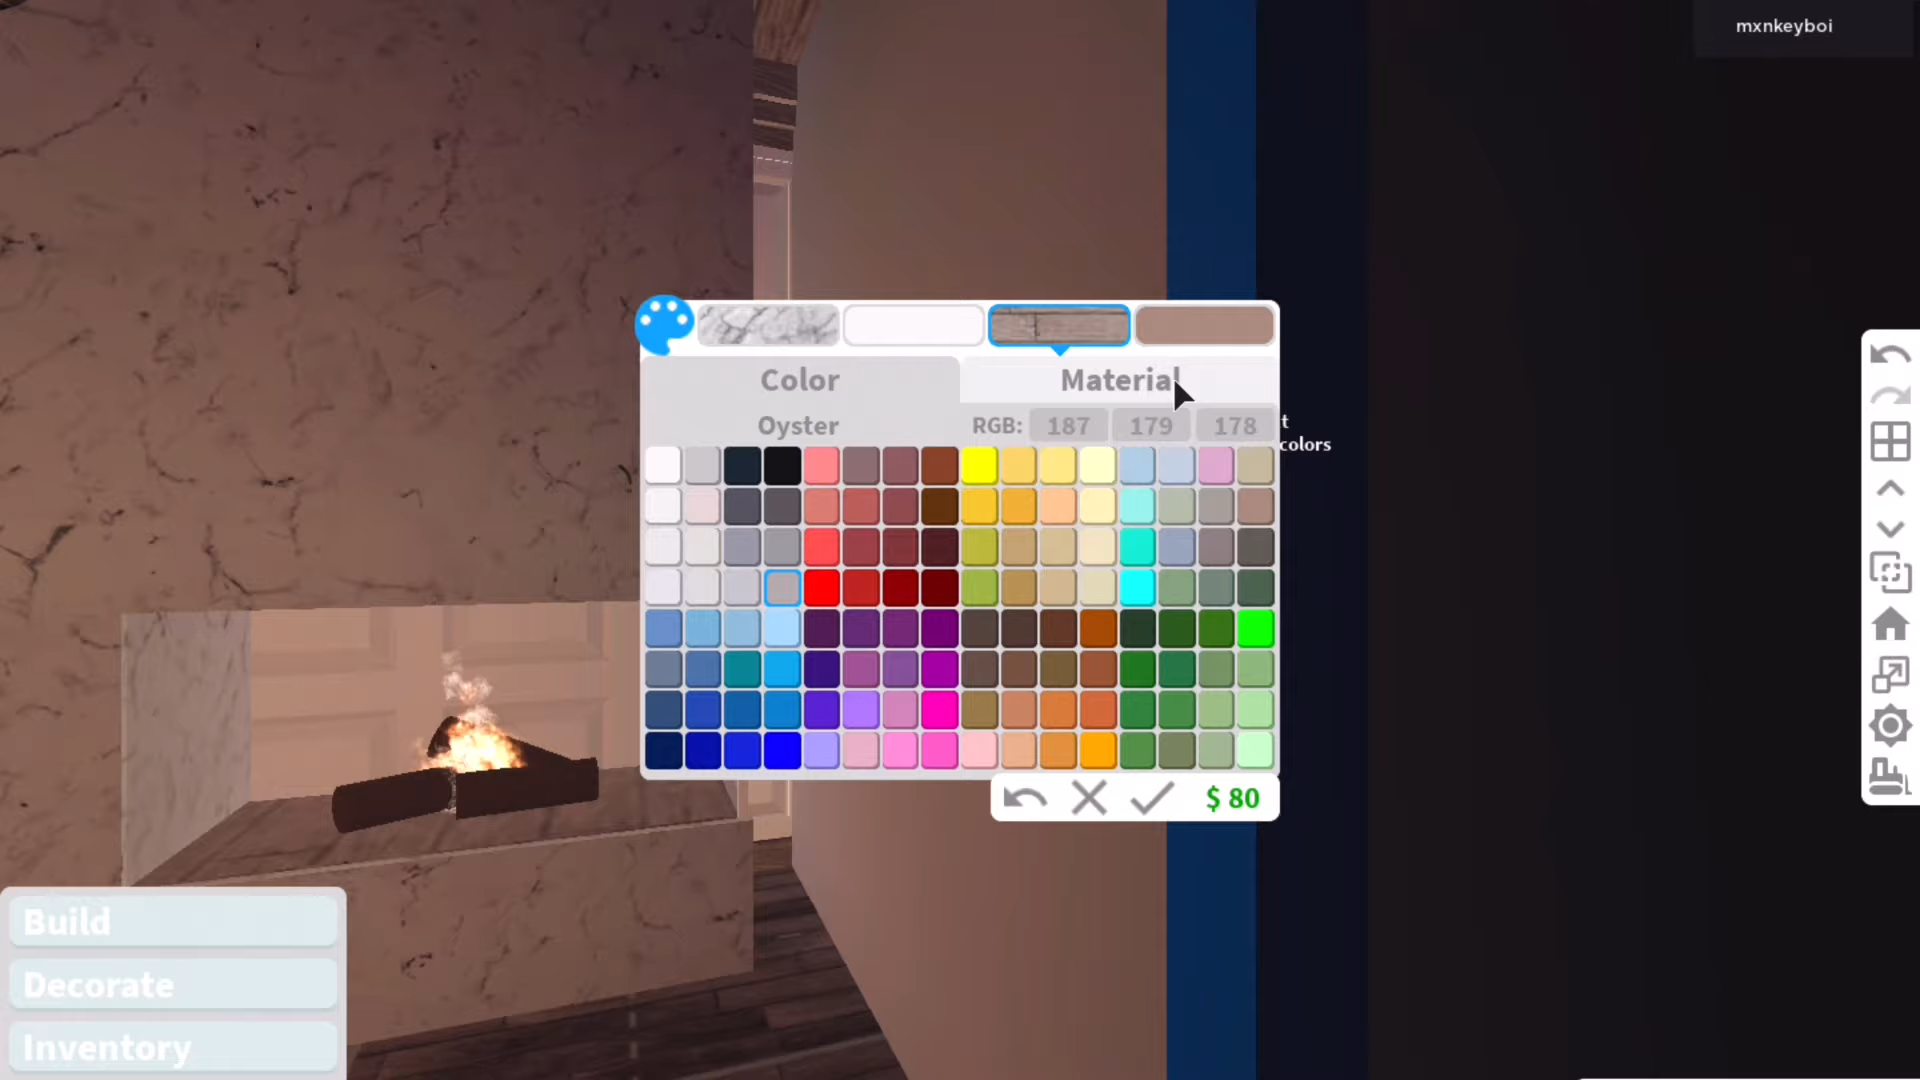 mxnkeyboi
Color
Material
Oyster
RGB: 187 179 178
t
colors
$ 80
Build
Decorate
Inventory